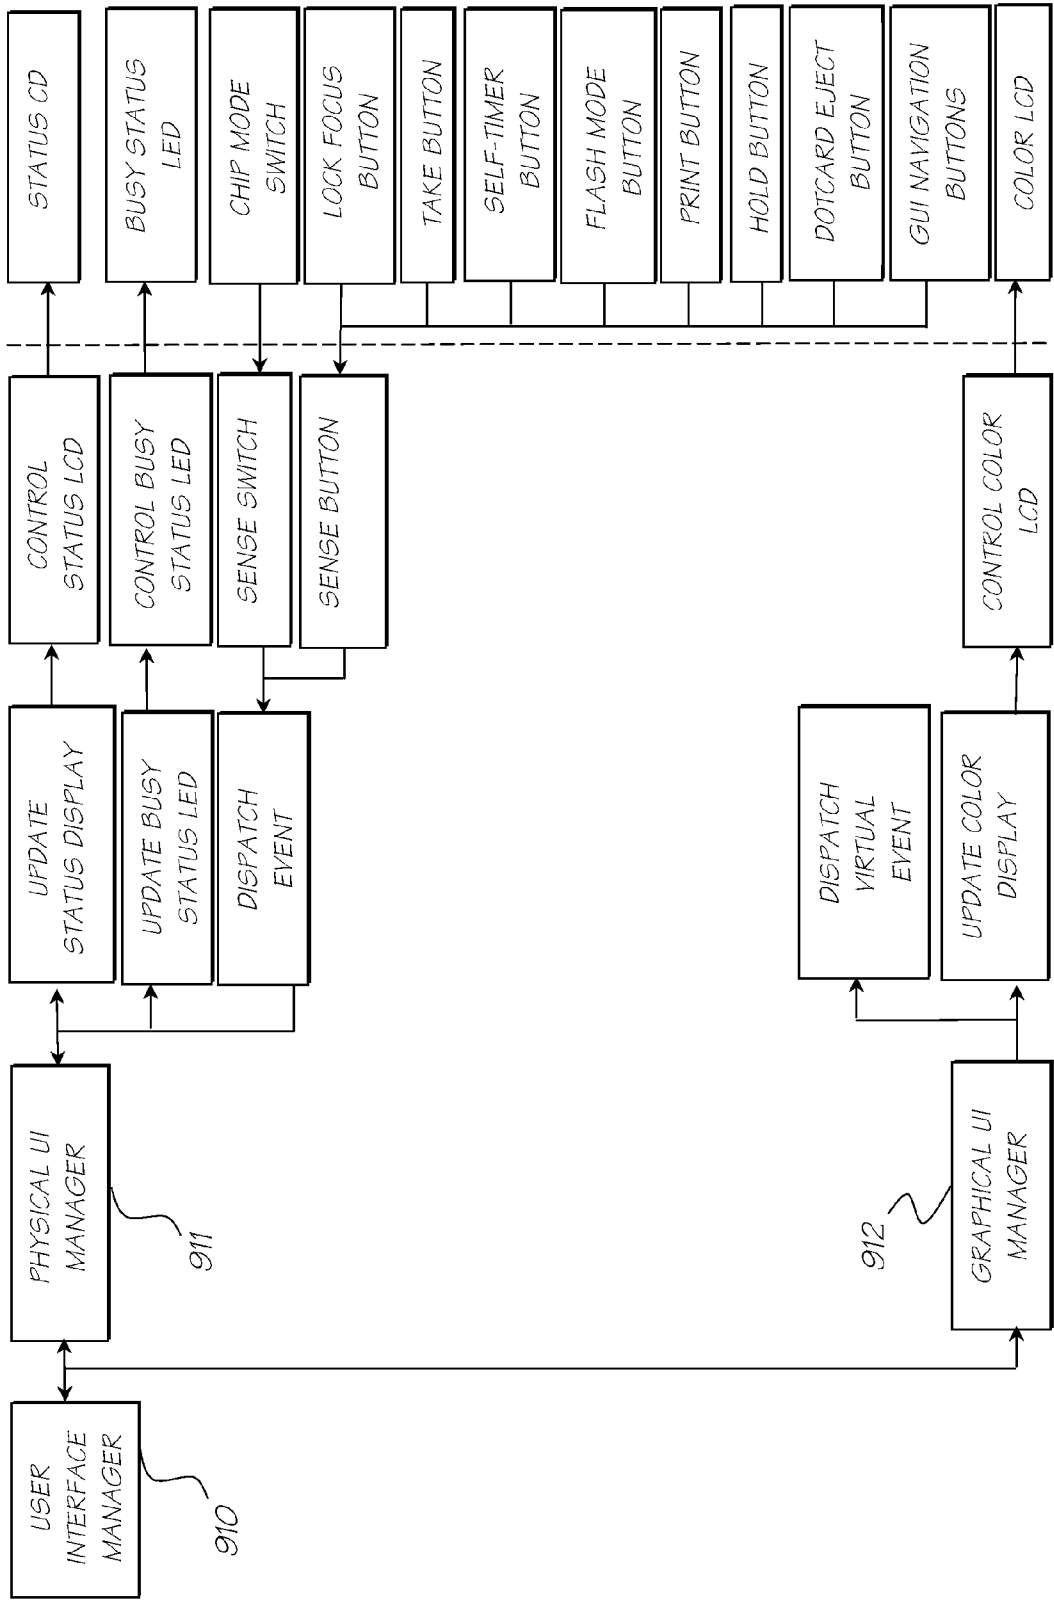 USER
INTERFACE
MANAGER
910
PHYSICAL UI
MANAGER
911
UPDATE
STATUS DISPLAY
CONTROL
STATUS LCD
STATUS CD
UPDATE BUSY
STATUS LED
CONTROL BUSY
STATUS LED
BUSY STATUS
LED
DISPATCH
EVENT
SENSE SWITCH
CHIP MODE
SWITCH
SENSE BUTTON
LOCK FOCUS
BUTTON
TAKE BUTTON
SELF-TIMER
BUTTON
FLASH MODE
BUTTON
PRINT BUTTON
HOLD BUTTON
DOTCARD EJECT
BUTTON
GUI NAVIGATION
BUTTONS
912
GRAPHICAL UI
MANAGER
DISPATCH
VIRTUAL
EVENT
UPDATE COLOR
DISPLAY
CONTROL COLOR
LCD
COLOR LCD